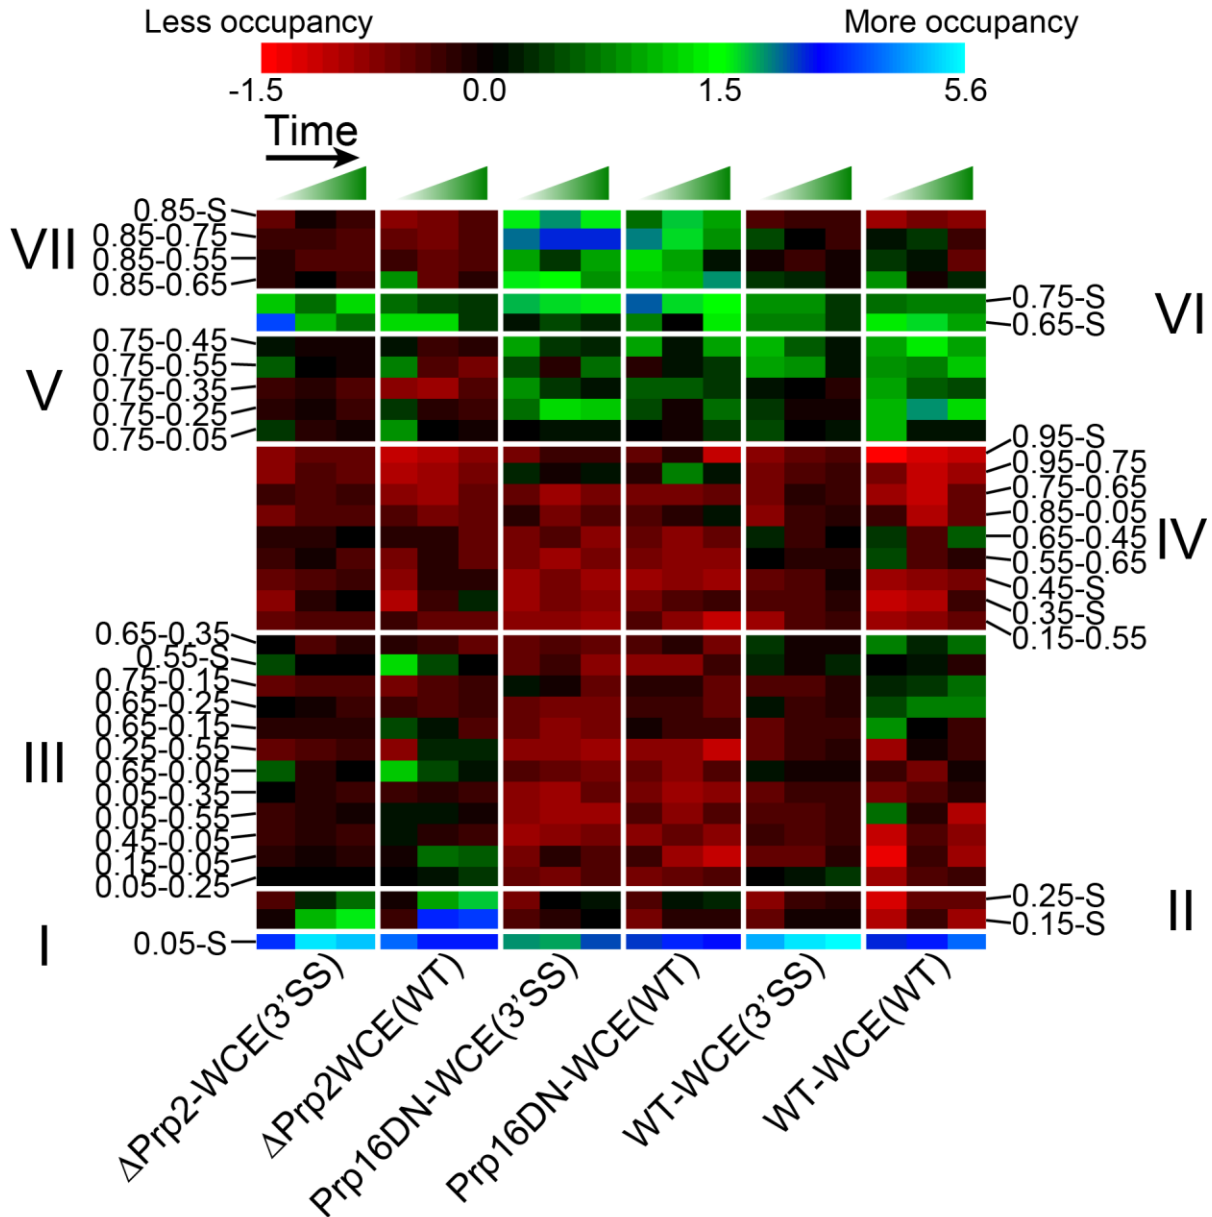 Less occupancy
More occupancy
-1.5 0.0 1.5 5.6
Time
VII
0.85-S
0.85-0.75
0.85-0.55
0.85-0.65
0.75-S
0.65-S
VI
V
0.75-0.45
0.75-0.55
0.75-0.35
0.75-0.25
0.75-0.05
0.95-S
0.95-0.75
0.75-0.65
0.85-0.05
0.65-0.45
0.55-0.65
0.45-S
0.35-S
0.15-0.55
IV
III
0.65-0.35
0.55-S
0.75-0.15
0.65-0.25
0.65-0.15
0.25-0.55
0.65-0.05
0.05-0.35
0.05-0.55
0.45-0.05
0.15-0.05
0.05-0.25
0.25-S
0.15-S
II
I
0.05-S
ΔPrp2-WCE(3'SS)
ΔPrp2WCE(WT)
Prp16DN-WCE(3'SS)
Prp16DN-WCE(WT)
WT-WCE(3'SS)
WT-WCE(WT)